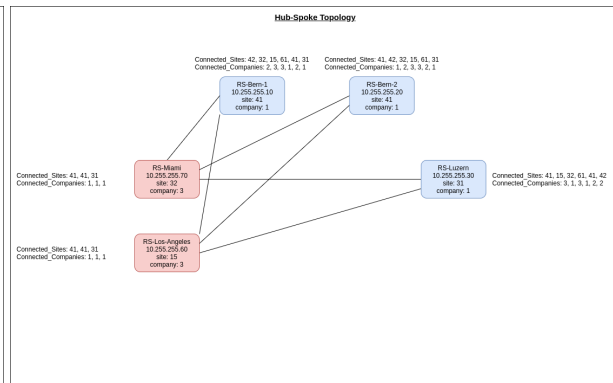 Hub-Spoke Topology
Connected_Sites: 42, 32, 15, 61, 41, 31
Connected_Companies: 2, 3, 3, 1, 2, 1
Connected_Sites: 41, 42, 32, 15, 61, 31
Connected_Companies: 1, 2, 3, 3, 2, 1
RS-Bern-1
10.255.255.10
site: 41
company: 1
RS-Bern-2
10.255.255.20
site: 41
company: 1
Connected_Sites: 41, 41, 31
Connected_Companies: 1, 1, 1
RS-Miami
10.255.255.70
site: 32
company: 3
RS-Luzern
10.255.255.30
site: 31
company: 1
Connected_Sites: 41, 15, 32, 61, 41, 42
Connected_Companies: 3, 1, 3, 1, 2, 2
Connected_Sites: 41, 41, 31
Connected_Companies: 1, 1, 1
RS-Los-Angeles
10.255.255.60
site: 15
company: 3